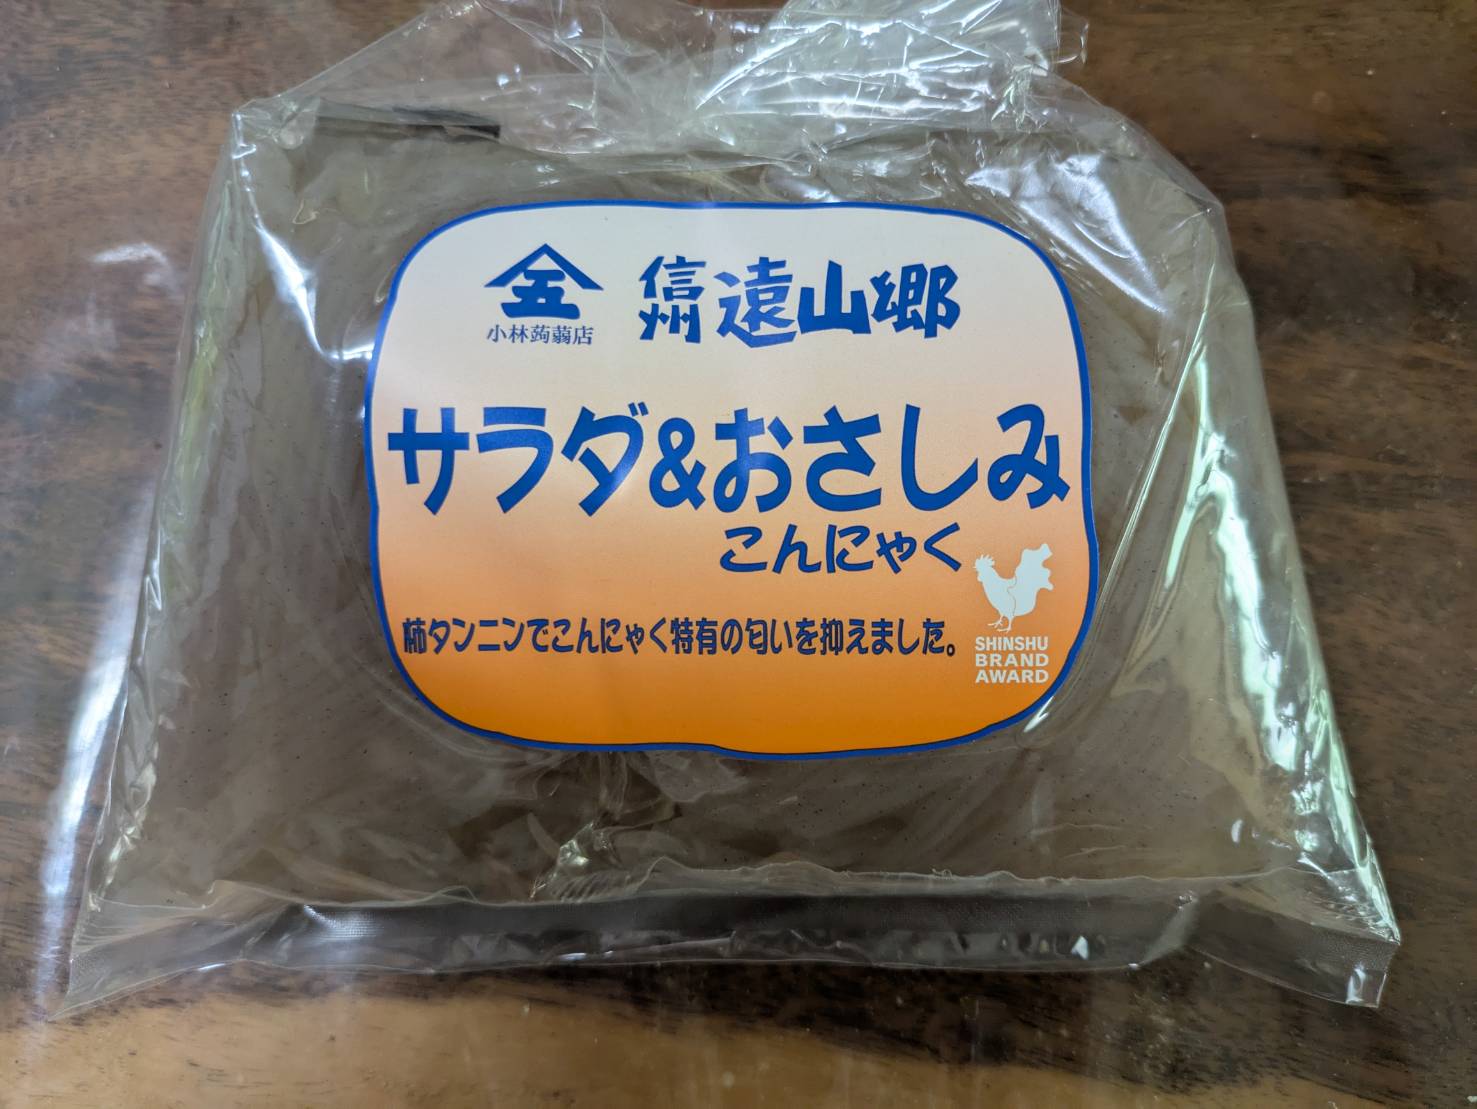 五
小林蒟蒻店
信州遠山郷
サラダ&おさしみ
こんにゃく
柿タンニンでこんにゃく特有の匂いを抑えました。
SHINSHU
BRAND
AWARD